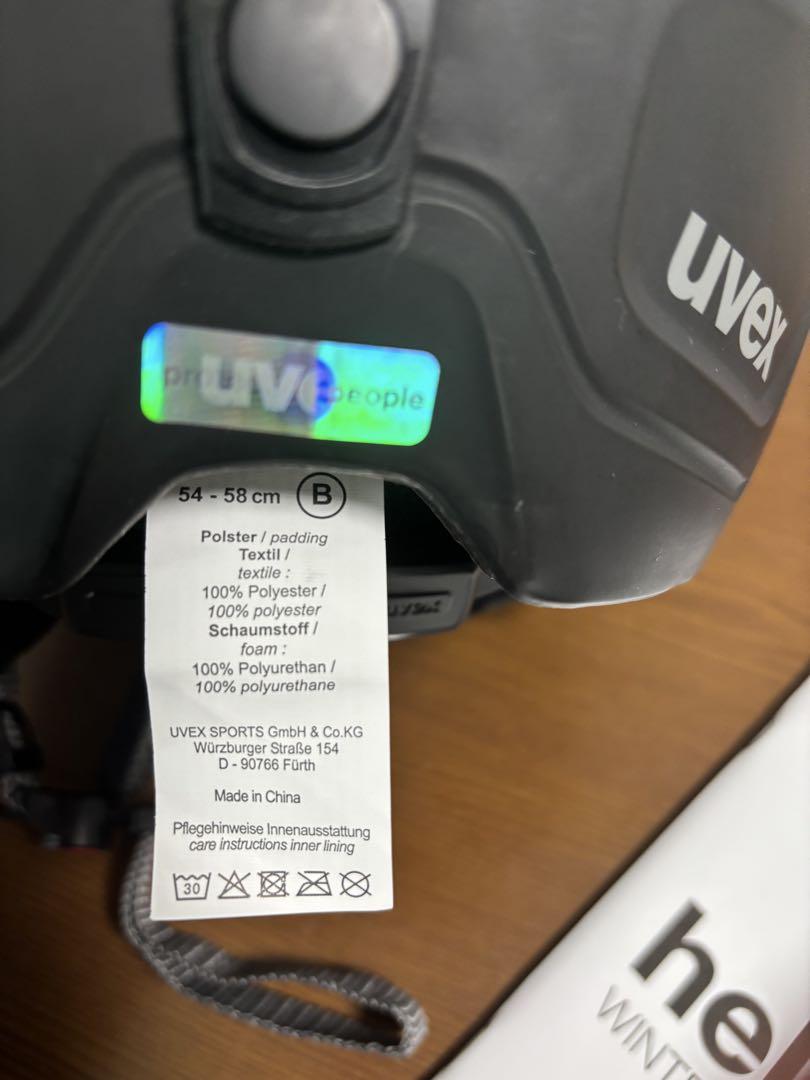 uvex
people
54 - 58 cm B
Polster / padding
Textil /
textile :
100% Polyester /
100% polyester
Schaumstoff /
foam :
100% Polyurethan /
100% polyurethane
UVEX SPORTS GmbH & Co.KG
Würzburger Straße 154
D - 90766 Fürth
Made in China
Pflegehinweise Innenausstattung
care instructions inner lining
30
he